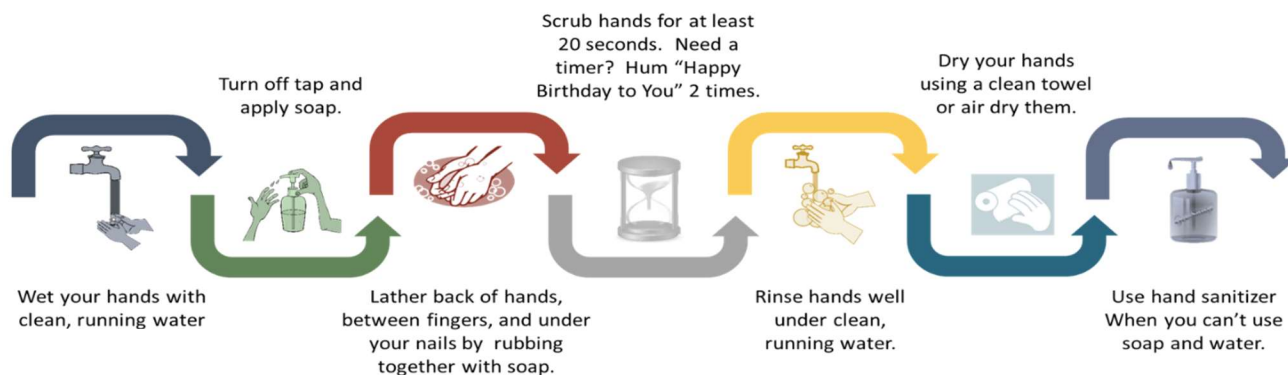 Wet your hands with
clean, running water
Turn off tap and
apply soap.
Lather back of hands,
between fingers, and under
your nails by rubbing
together with soap.
Scrub hands for at least
20 seconds. Need a
timer? Hum “Happy
Birthday to You” 2 times.
Rinse hands well
under clean,
running water.
Dry your hands
using a clean towel
or air dry them.
Use hand sanitizer
When you can’t use
soap and water.